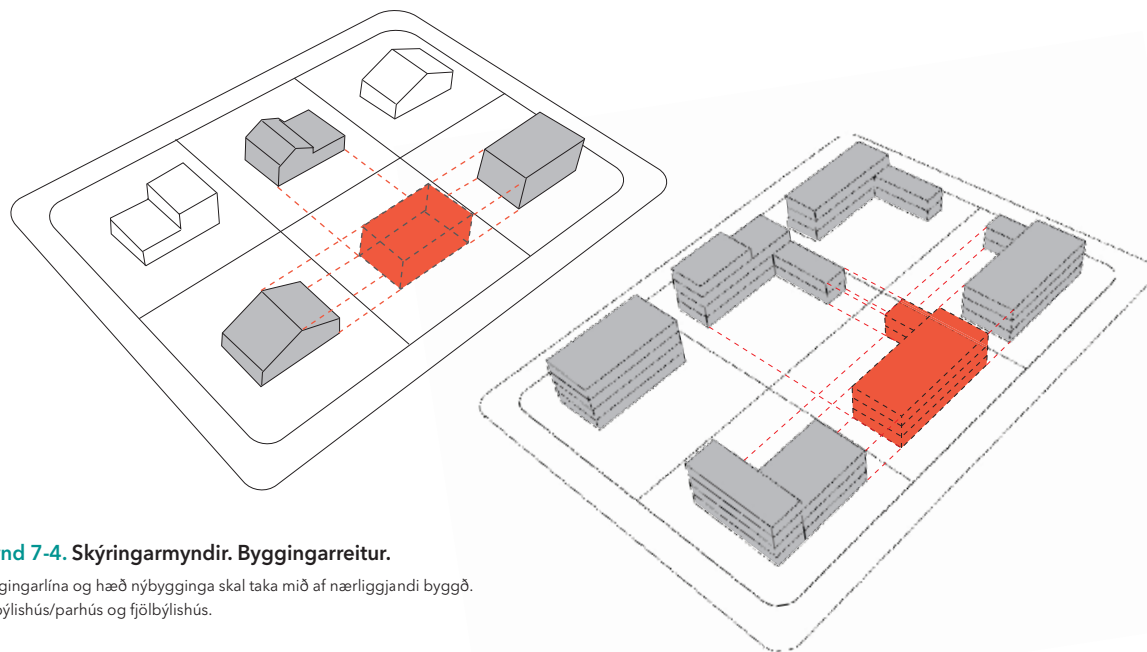 nd 7-4. Skýringarmyndir. Byggingarreitur.
gingarlína og hæð nýbygginga skal taka mið af nærliggjandi byggð.
býlishús/parhús og fjölbýlishús.